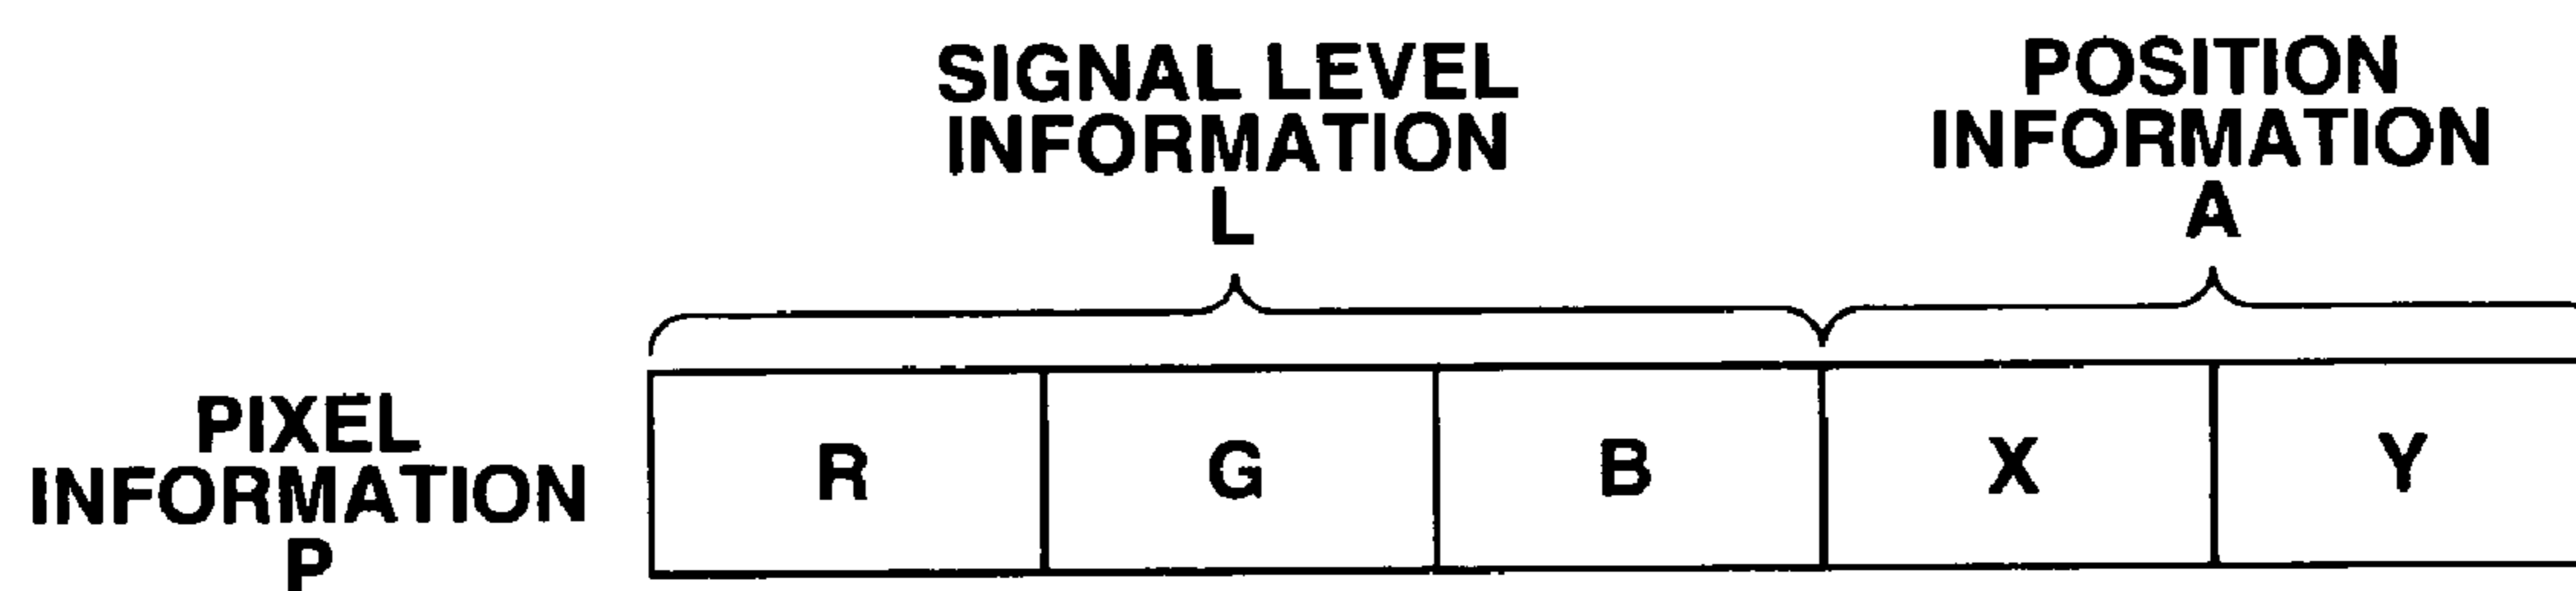 SIGNAL LEVEL
INFORMATION
L
POSITION
INFORMATION
A
PIXEL
INFORMATION
P
R G B X Y